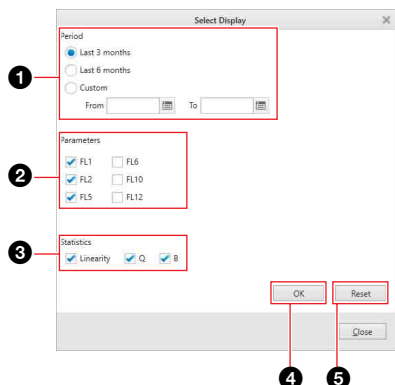 Select Display
Period
Last 3 months
1
Last 6 months
Custom
From To
Parameters
2
FL1 FL6
FL2 FL10
FL5 FL12
Statistics
3
Linearity Q B
OK Reset
Close
4 5